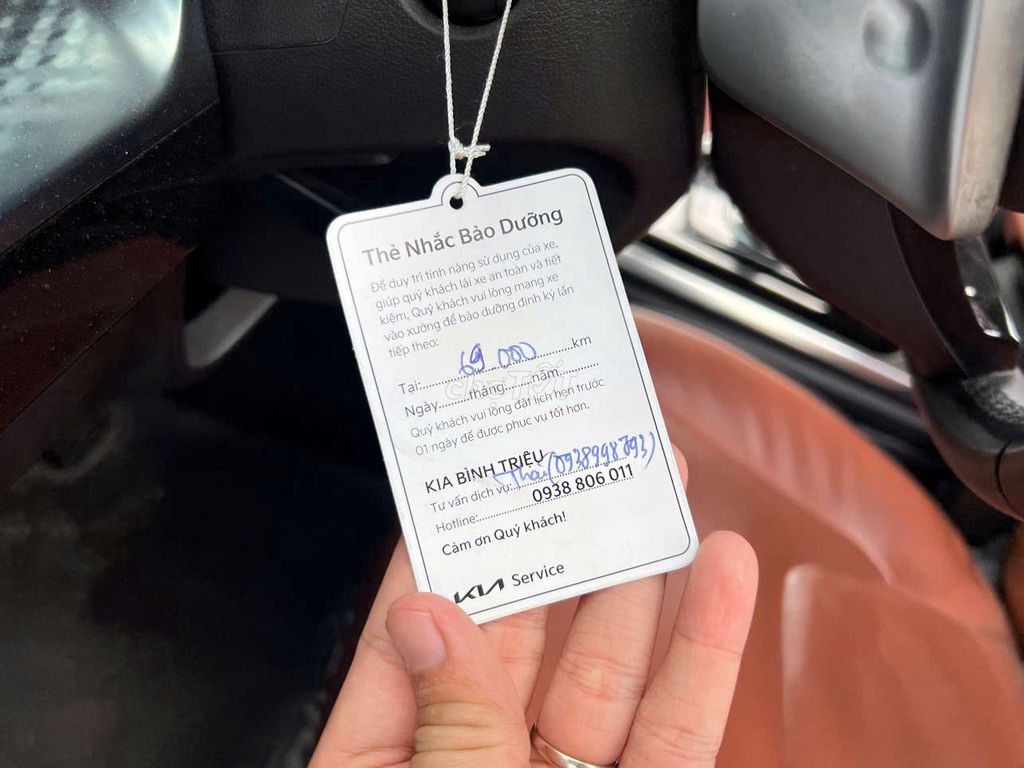 Thẻ Nhắc Bảo Dưỡng
Để duy trì tính năng sử dụng của xe,
giúp quý khách lái xe an toàn và tiết
kiệm, Quý khách vui lòng mang xe
vào xưởng để bảo dưỡng định kỳ lần
tiếp theo:
Tại:..........69 000..........km
Ngày..........tháng..........năm..........
chợTỐT
Quý khách vui lòng đặt lịch hẹn trước
01 ngày để được phục vụ tốt hơn.
KIA BÌNH TRIỆU
Tư vấn dịch vụ: Thái (0938998793)
Hotline:..........0938 806 011
Cảm ơn Quý khách!
KIA Service